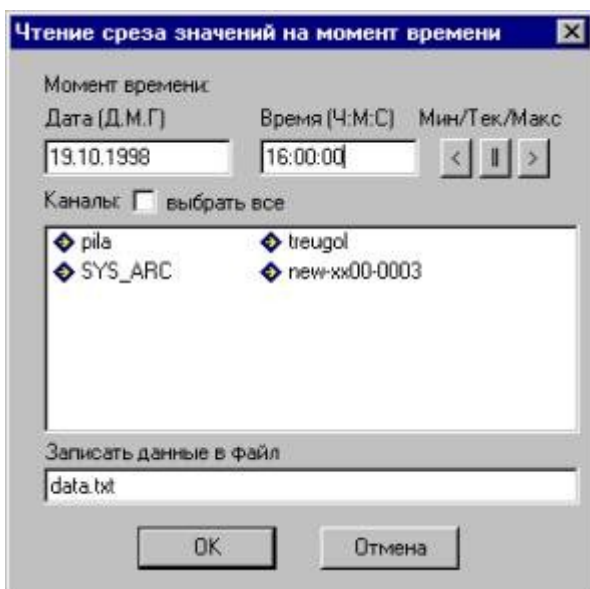 Чтение среза значений на момент времени
Момент времени:
Дата (Д.М.Г) Время (Ч:М:С) Мин/Тек/Макс
19.10.1998 16:00:00 < || >
Каналы: выбрать все
pila treugol
SYS_ARC new-xx00-0003
Записать данные в файл
data.txt
OK Отмена